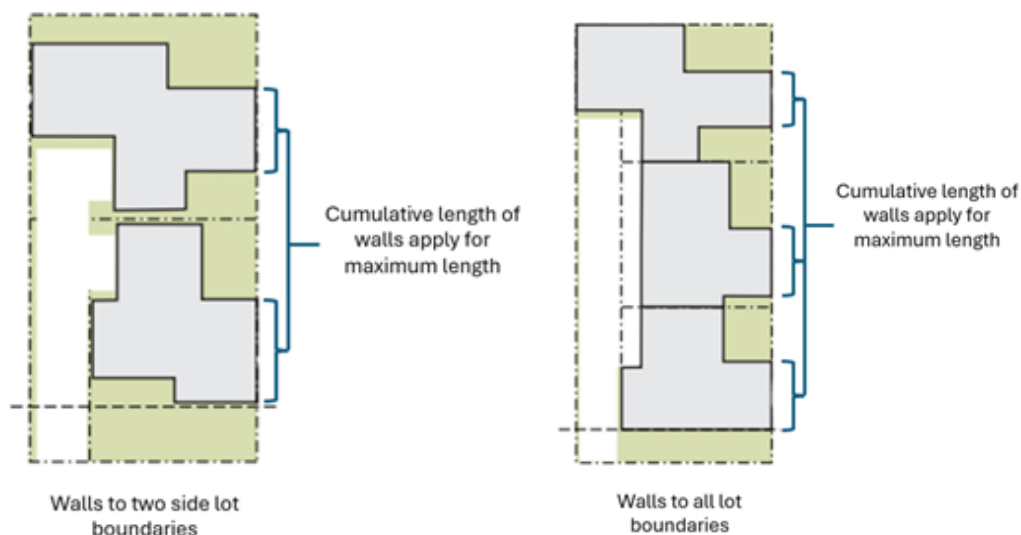 Cumulative length of
walls apply for
maximum length
Cumulative length of
walls apply for
maximum length
Walls to two side lot
boundaries
Walls to all lot
boundaries